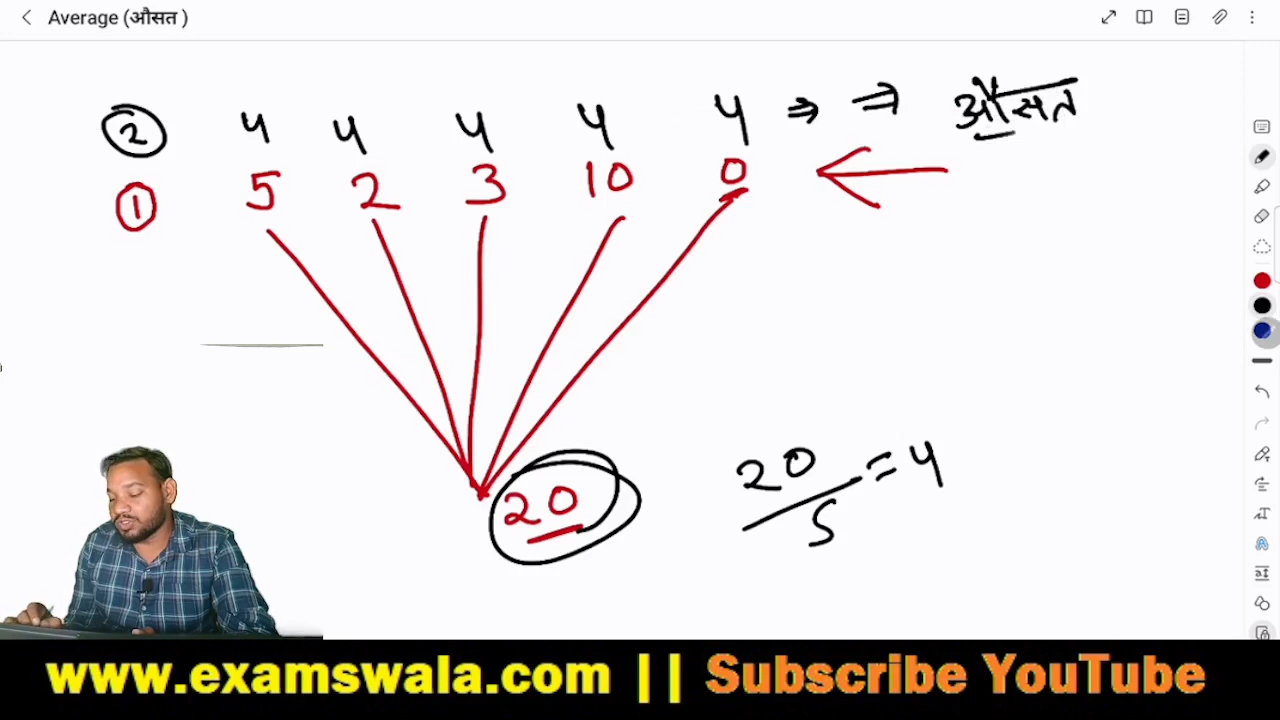 Average (औसत )
② 4 4 4 4 4 ⇒ ⇒ औसत
① 5 2 3 10 0 ←
20
20/5 = 4
www.examswala.com || Subscribe YouTube